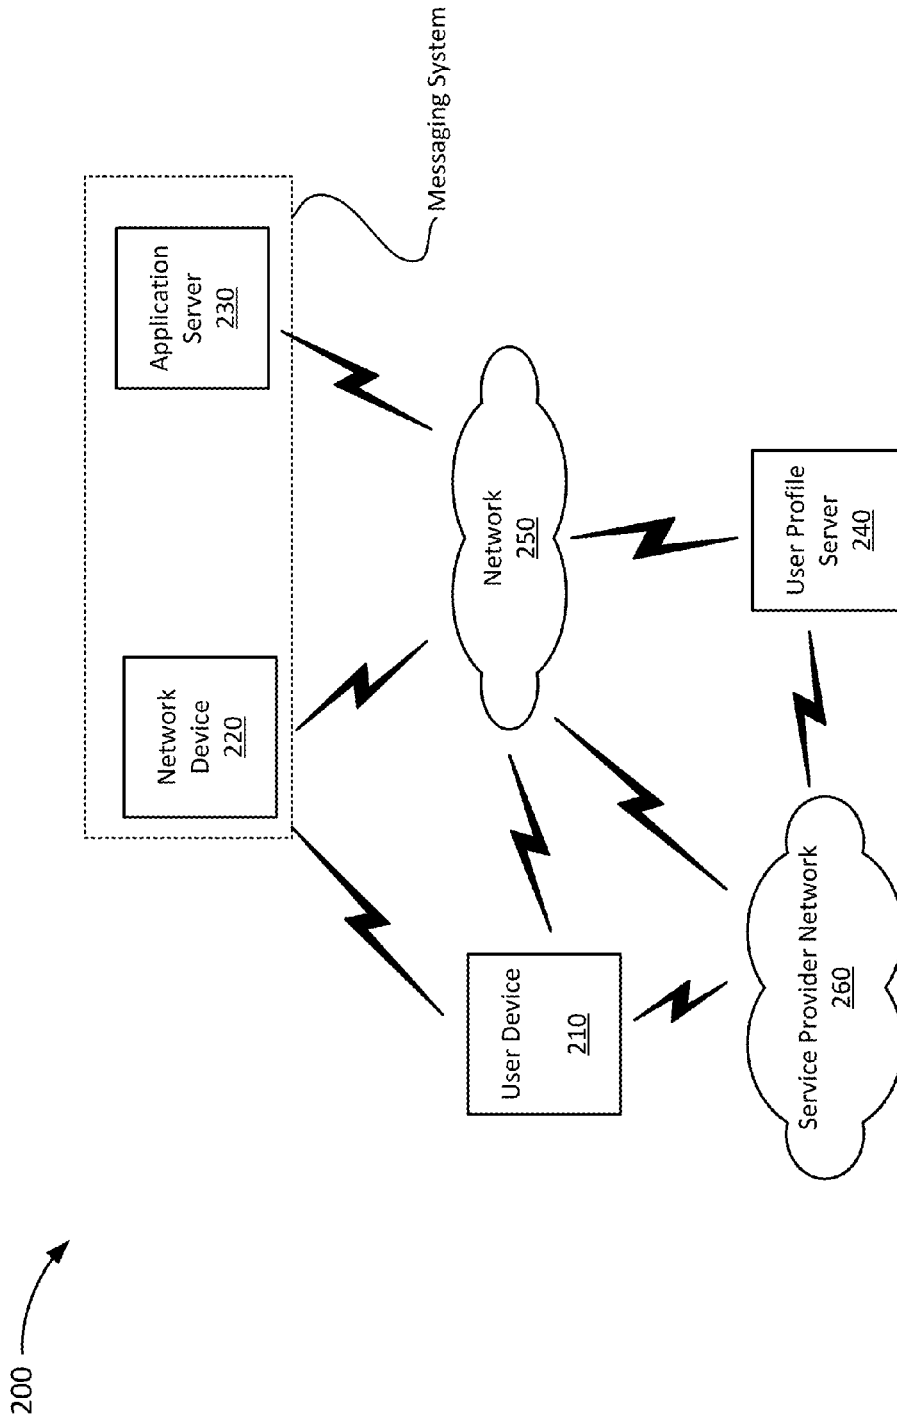 200
Network
Device
220
Application
Server
230
Messaging System
User Device
210
Network
250
Service Provider Network
260
User Profile
Server
240